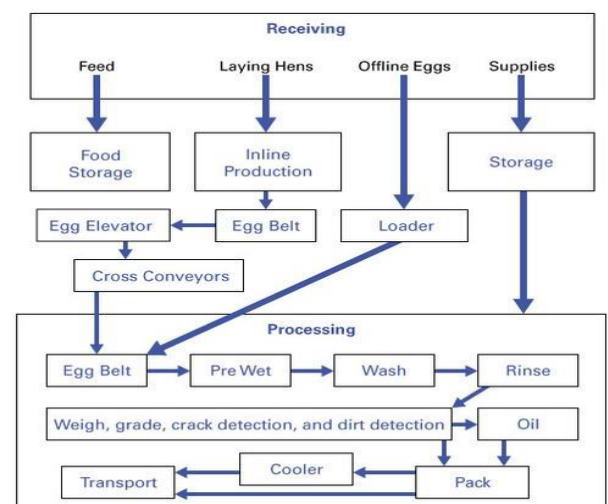 Receiving
Feed
Laying Hens
Offline Eggs
Supplies
Food
Storage
Inline
Production
Storage
Egg Elevator
Egg Belt
Loader
Cross Conveyors
Processing
Egg Belt
Pre Wet
Wash
Rinse
Weigh, grade, crack detection, and dirt detection
Oil
Transport
Cooler
Pack